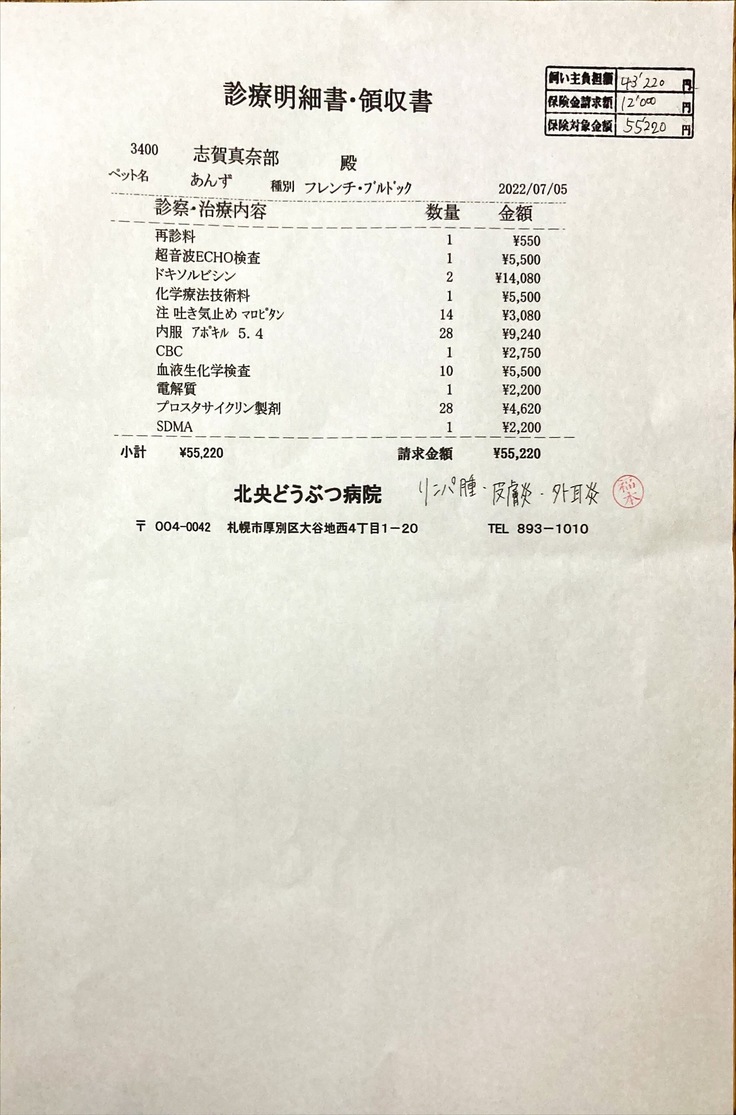 診療明細書・領収書
飼い主負担額 43'220 円
保険金請求額 12'000 円
保険対象金額 55'220 円
3400 志賀真奈部 殿
ペット名 あんず 種別 フレンチ・ブルドック 2022/07/05
診察・治療内容 数量 金額
再診料 1 ¥550
超音波ECHO検査 1 ¥5,500
ドキソルビシン 2 ¥14,080
化学療法技術料 1 ¥5,500
注 吐き気止め マロピタン 14 ¥3,080
内服 アポキル 5.4 28 ¥9,240
CBC 1 ¥2,750
血液生化学検査 10 ¥5,500
電解質 1 ¥2,200
プロスタサイクリン製剤 28 ¥4,620
SDMA 1 ¥2,200
小計 ¥55,220 請求金額 ¥55,220
北央どうぶつ病院 リンパ腫・皮膚炎・外耳炎
〒 004-0042 札幌市厚別区大谷地西4丁目1-20 TEL 893-1010